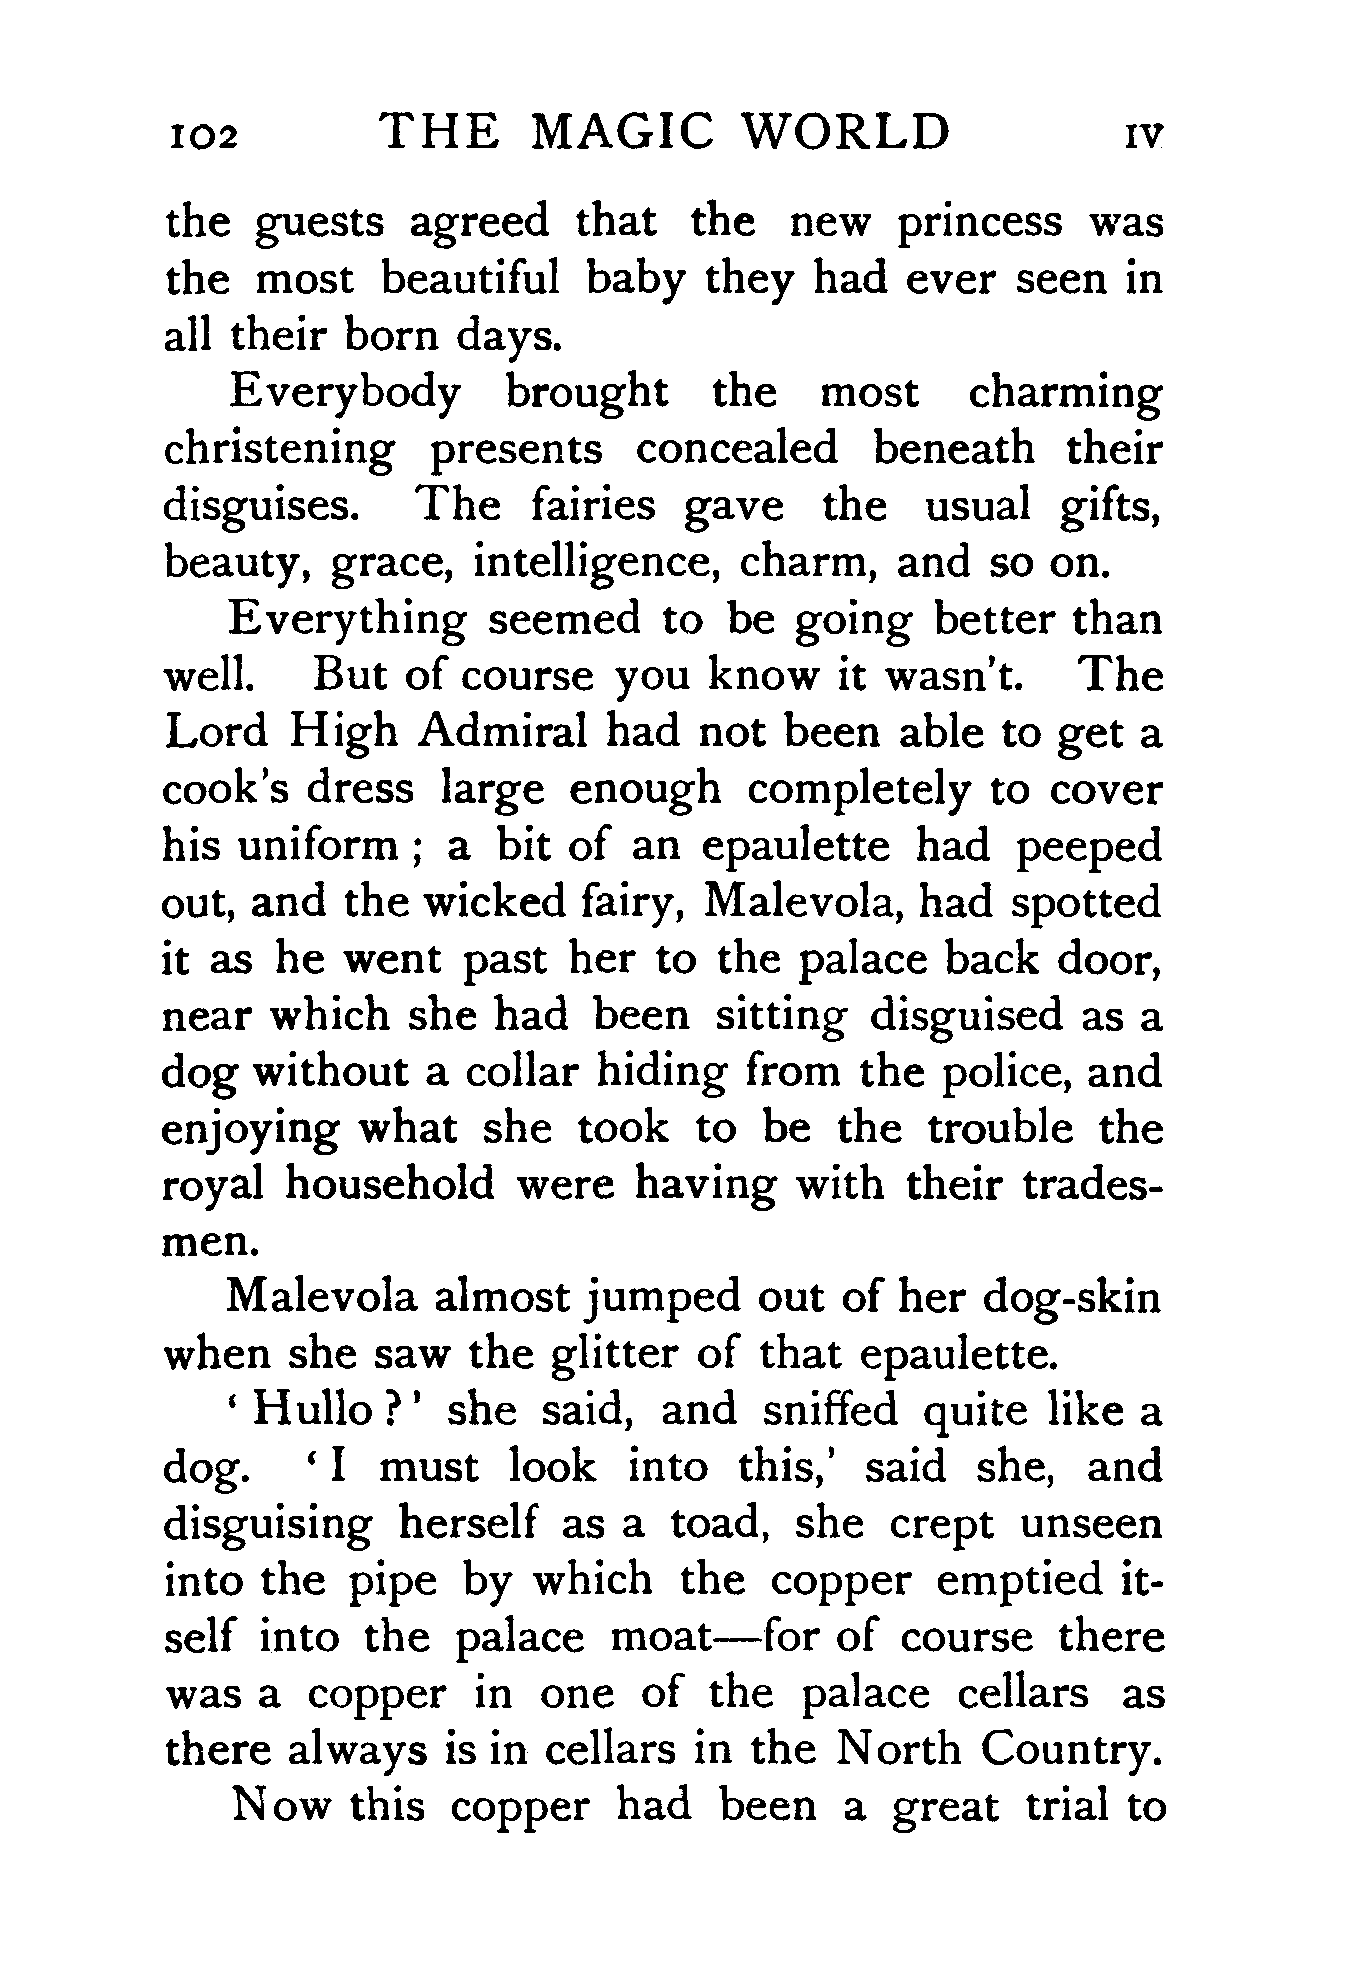 102 THE MAGIC WORLD IV
the guests agreed that the new princess was
the most beautiful baby they had ever seen in
all their born days.
Everybody brought the most charming
christening presents concealed beneath their
disguises. The fairies gave the usual gifts,
beauty, grace, intelligence, charm, and so on.
Everything seemed to be going better than
well. But of course you know it wasn't. The
Lord High Admiral had not been able to get a
cook's dress large enough completely to cover
his uniform ; a bit of an epaulette had peeped
out, and the wicked fairy, Malevola, had spotted
it as he went past her to the palace back door,
near which she had been sitting disguised as a
dog without a collar hiding from the police, and
enjoying what she took to be the trouble the
royal household were having with their trades-
men.
Malevola almost jumped out of her dog-skin
when she saw the glitter of that epaulette.
‘ Hullo ? ’ she said, and sniffed quite like a
dog. ‘ I must look into this,’ said she, and
disguising herself as a toad, she crept unseen
into the pipe by which the copper emptied it-
self into the palace moat—for of course there
was a copper in one of the palace cellars as
there always is in cellars in the North Country.
Now this copper had been a great trial to